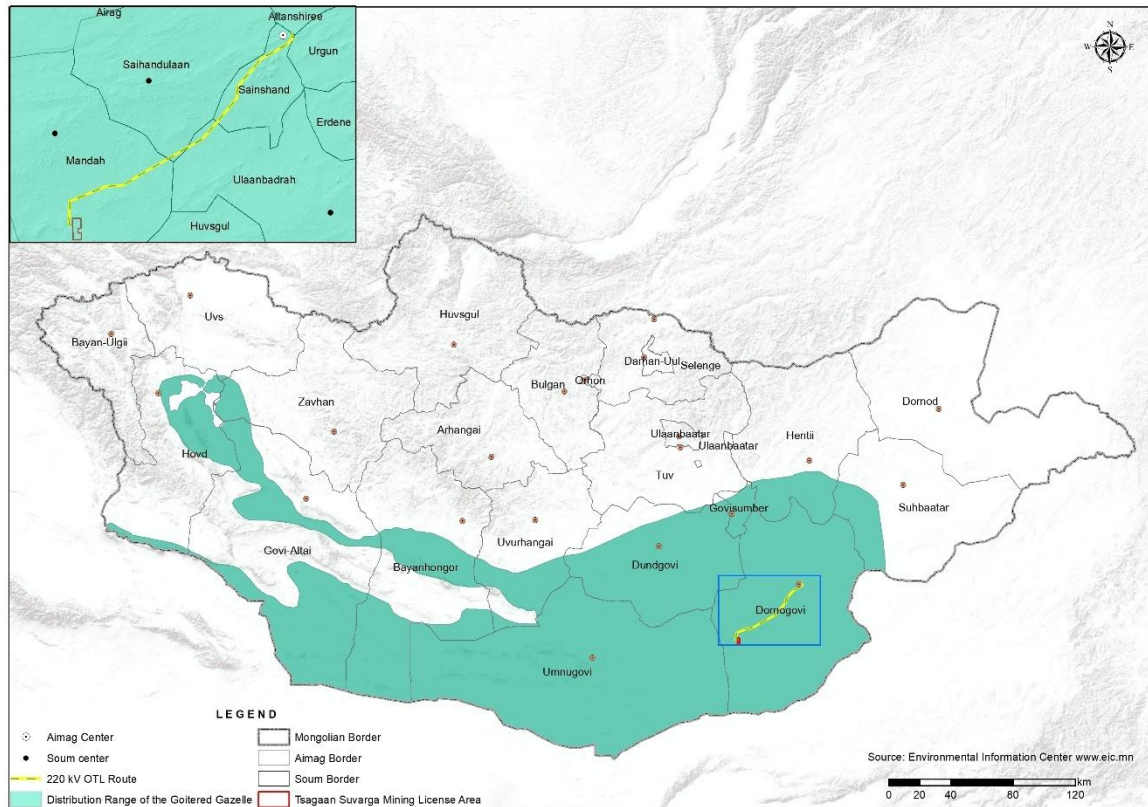 Airag
Altanshiree
Urgun
Saihandulaan
Sainshand
Erdene
Mandah
Ulaanbadrah
Huvsgul
N
W E
S
Huvsgul
Uvs
Bayan-Ulgii
Darhan-Uul
Selenge
Orhon
Bulgan
Zavhan
Dornod
Arhangai
Ulaanbaatar
Ulaanbaatar
Hentii
Hovd
Tuv
Suhbaatar
Govisumber
Uvurhangai
Govi-Altai
Bayanhongor
Dundgovi
Dornogovi
Umnugovi
LEGEND
Aimag Center
Soum center
220 kV OTL Route
Distribution Range of the Goitered Gazelle
Mongolian Border
Aimag Border
Soum Border
Tsagaan Suvarga Mining License Area
Source: Environmental Information Center www.eic.mn
km
0 20 40 80 120